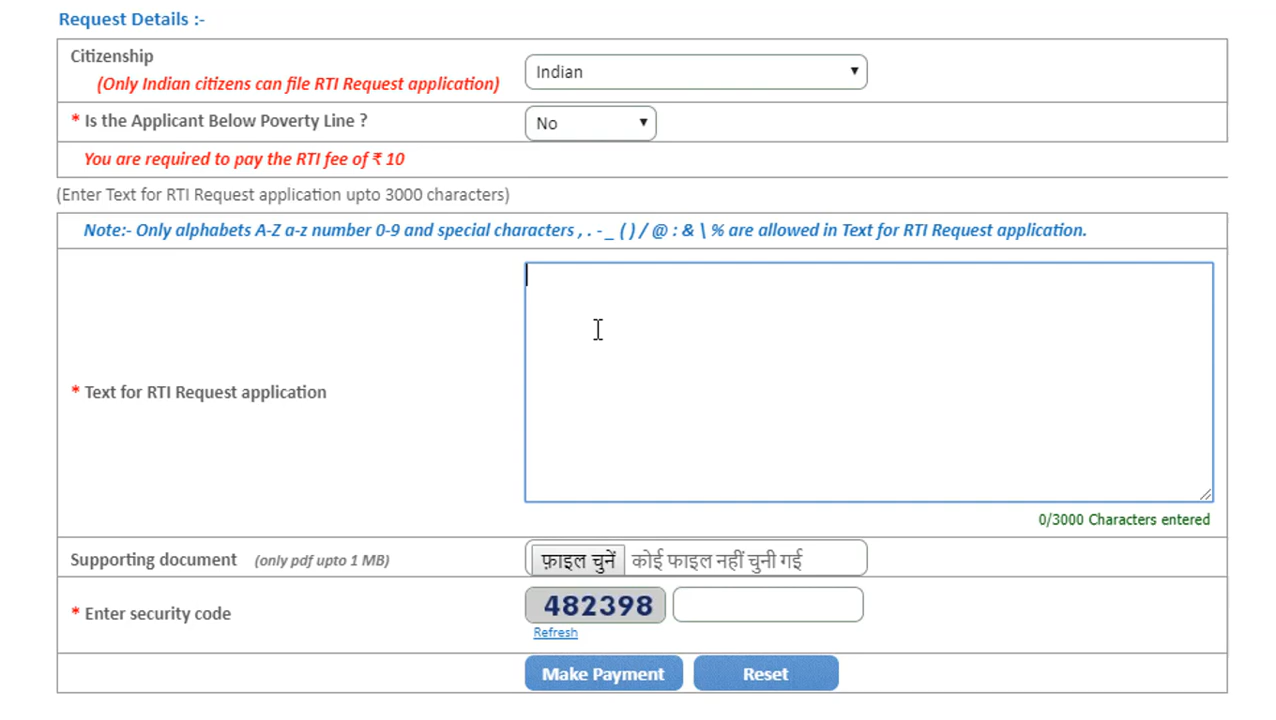 Request Details :-
Citizenship
(Only Indian citizens can file RTI Request application)
Indian
* Is the Applicant Below Poverty Line ?
No
You are required to pay the RTI fee of ₹ 10
(Enter Text for RTI Request application upto 3000 characters)
Note:- Only alphabets A-Z a-z number 0-9 and special characters , . - _ ( ) / @ : & \ % are allowed in Text for RTI Request application.
* Text for RTI Request application
0/3000 Characters entered
Supporting document (only pdf upto 1 MB)
फ़ाइल चुनें कोई फाइल नहीं चुनी गई
* Enter security code
482398
Refresh
Make Payment
Reset